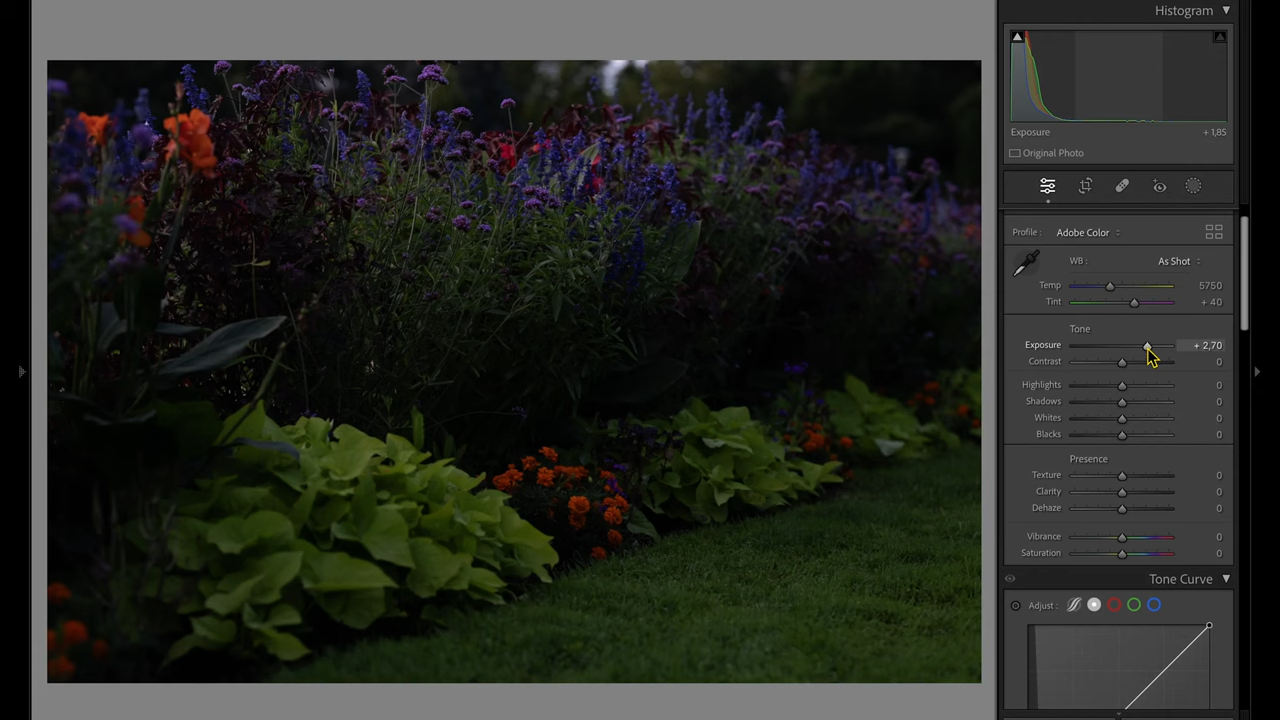 Histogram
Exposure + 1,85
Original Photo
Profile : Adobe Color
WB : As Shot
Temp 5750
Tint + 40
Tone
Exposure + 2,70
Contrast 0
Highlights 0
Shadows 0
Whites 0
Blacks 0
Presence
Texture 0
Clarity 0
Dehaze 0
Vibrance 0
Saturation 0
Tone Curve
Adjust :